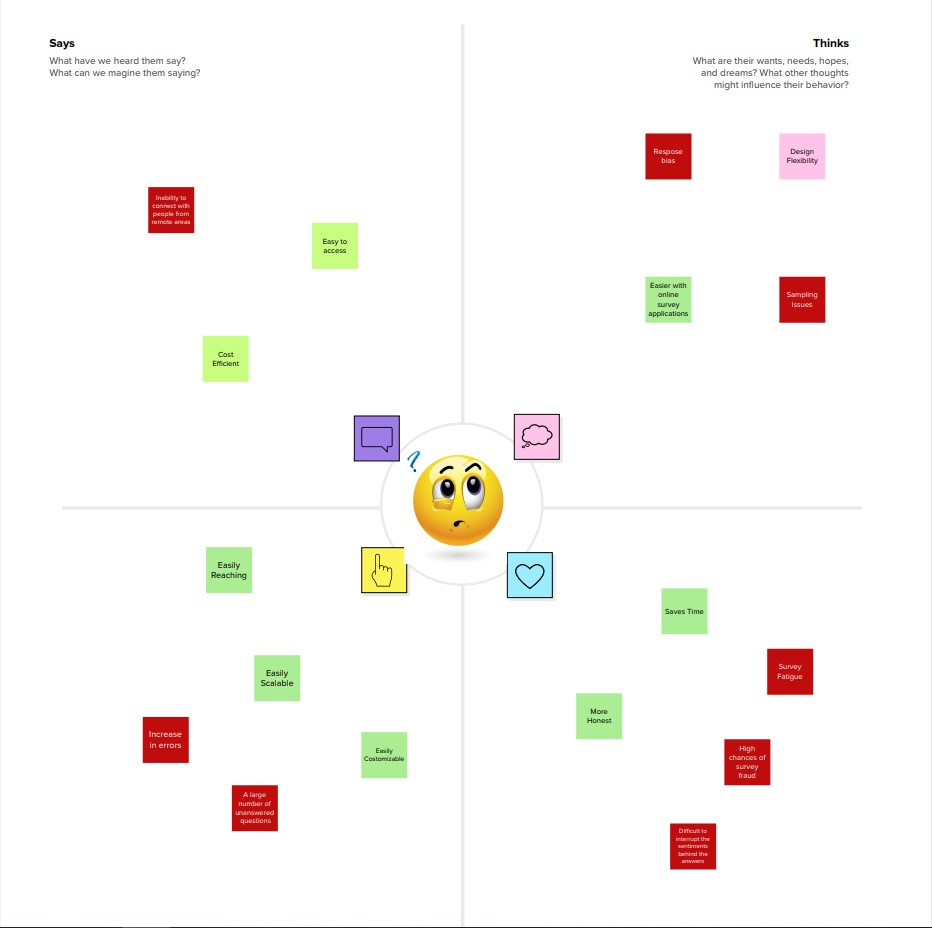 Says
What have we heard them say?
What can we magine them saying?
Thinks
What are their wants, needs, hopes,
and dreams? What other thoughts
might influence their behavior?
Inability to
connect with
people from
remote areas
Easy to
access
Cost
Efficient
Respose
bias
Design
Flexibility
Easier with
online
survey
applications
Sampling
Issues
?
Easily
Reaching
Easily
Scalable
Increase
in errors
Easily
Costomizable
A large
number of
unanswered
questions
Saves Time
Survey
Fatigue
More
Honest
High
chances of
survey
fraud
Difficult to
interrupt the
sentiments
behind the
answers